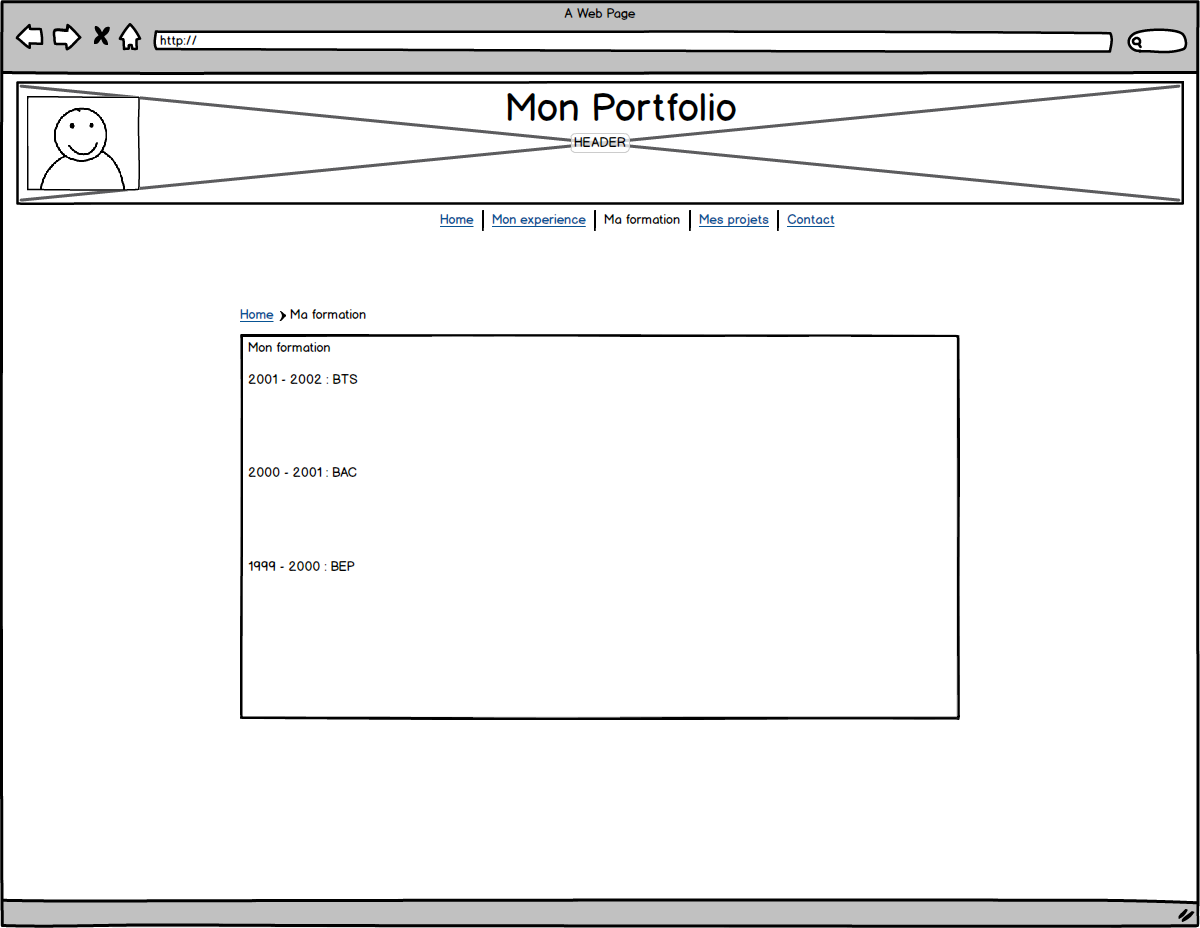 A Web Page
http://
Mon Portfolio
HEADER
Home Mon experience Ma formation Mes projets Contact
Home Ma formation
Mon formation
2001 - 2002 : BTS
2000 - 2001 : BAC
1999 - 2000 : BEP